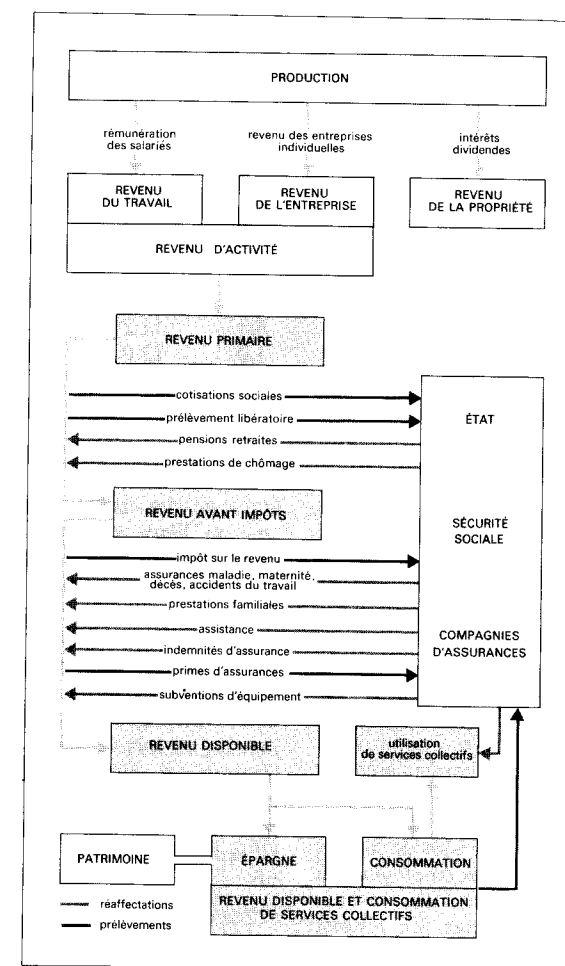 PRODUCTION
rémunération
des salariés
revenu des entreprises
individuelles
intérêts
dividendes
REVENU
DU TRAVAIL
REVENU
DE L'ENTREPRISE
REVENU
DE LA PROPRIÉTÉ
REVENU D'ACTIVITÉ
REVENU PRIMAIRE
cotisations sociales
prélèvement libératoire
pensions retraites
prestations de chômage
ÉTAT
REVENU AVANT IMPÔTS
SÉCURITÉ
SOCIALE
impôt sur le revenu
assurances maladie, maternité,
décès, accidents du travail
prestations familiales
assistance
indemnités d'assurance
primes d'assurances
subventions d'équipement
COMPAGNIES
D'ASSURANCES
REVENU DISPONIBLE
utilisation
de services collectifs
PATRIMOINE
ÉPARGNE
CONSOMMATION
REVENU DISPONIBLE ET CONSOMMATION
DE SERVICES COLLECTIFS
réaffectations
prélèvements